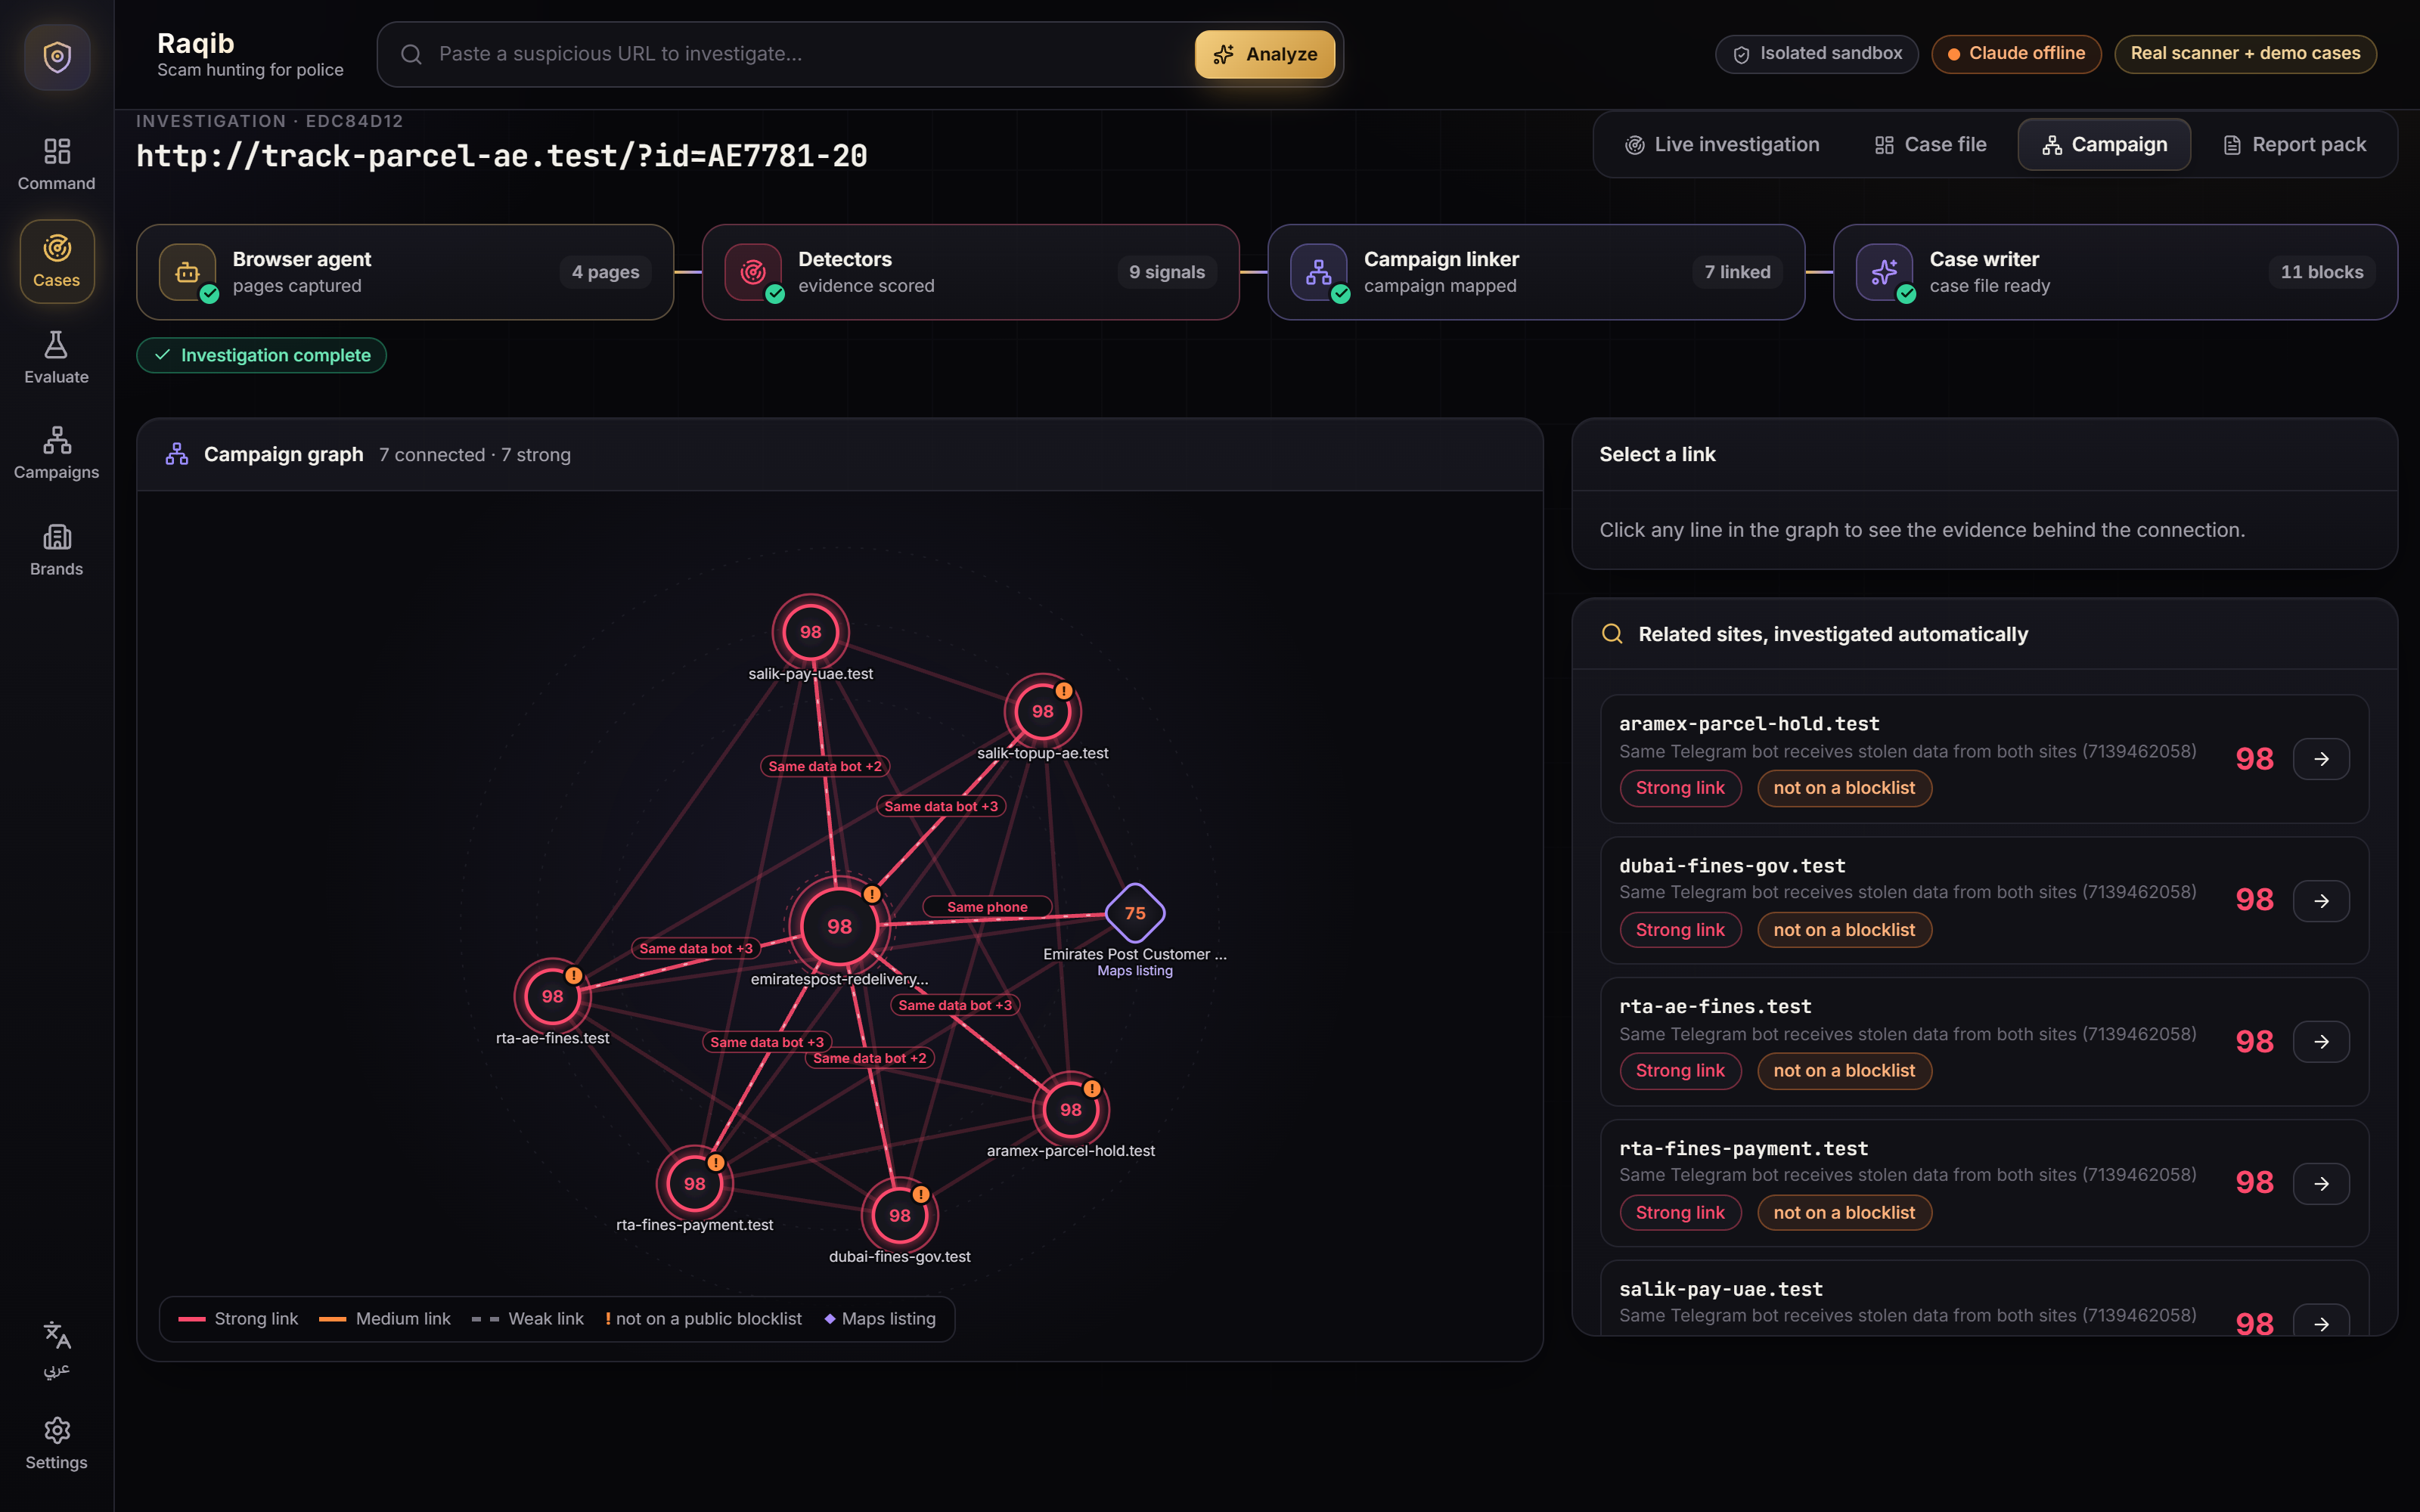 Raqib
Scam hunting for police
Paste a suspicious URL to investigate...
Analyze
Isolated sandbox
Claude offline
Real scanner + demo cases
Command
Cases
Evaluate
Campaigns
Brands
عربي
Settings
INVESTIGATION · EDC84D12
http://track-parcel-ae.test/?id=AE7781-20
Live investigation
Case file
Campaign
Report pack
Browser agent
pages captured
4 pages
Detectors
evidence scored
9 signals
Campaign linker
campaign mapped
7 linked
Case writer
case file ready
11 blocks
Investigation complete
Campaign graph
7 connected · 7 strong
98
salik-pay-uae.test
98
!
salik-topup-ae.test
Same data bot +2
Same data bot +3
!
98
emiratespost-redelivery...
Same phone
75
Emirates Post Customer ...
Maps listing
Same data bot +3
!
98
rta-ae-fines.test
Same data bot +3
Same data bot +3
Same data bot +2
!
98
aramex-parcel-hold.test
!
98
rta-fines-payment.test
!
98
dubai-fines-gov.test
Strong link
Medium link
Weak link
! not on a public blocklist
Maps listing
Select a link
Click any line in the graph to see the evidence behind the connection.
Related sites, investigated automatically
aramex-parcel-hold.test
Same Telegram bot receives stolen data from both sites (7139462058)
Strong link
not on a blocklist
98
dubai-fines-gov.test
Same Telegram bot receives stolen data from both sites (7139462058)
Strong link
not on a blocklist
98
rta-ae-fines.test
Same Telegram bot receives stolen data from both sites (7139462058)
Strong link
not on a blocklist
98
rta-fines-payment.test
Same Telegram bot receives stolen data from both sites (7139462058)
Strong link
not on a blocklist
98
salik-pay-uae.test
Same Telegram bot receives stolen data from both sites (7139462058)
98